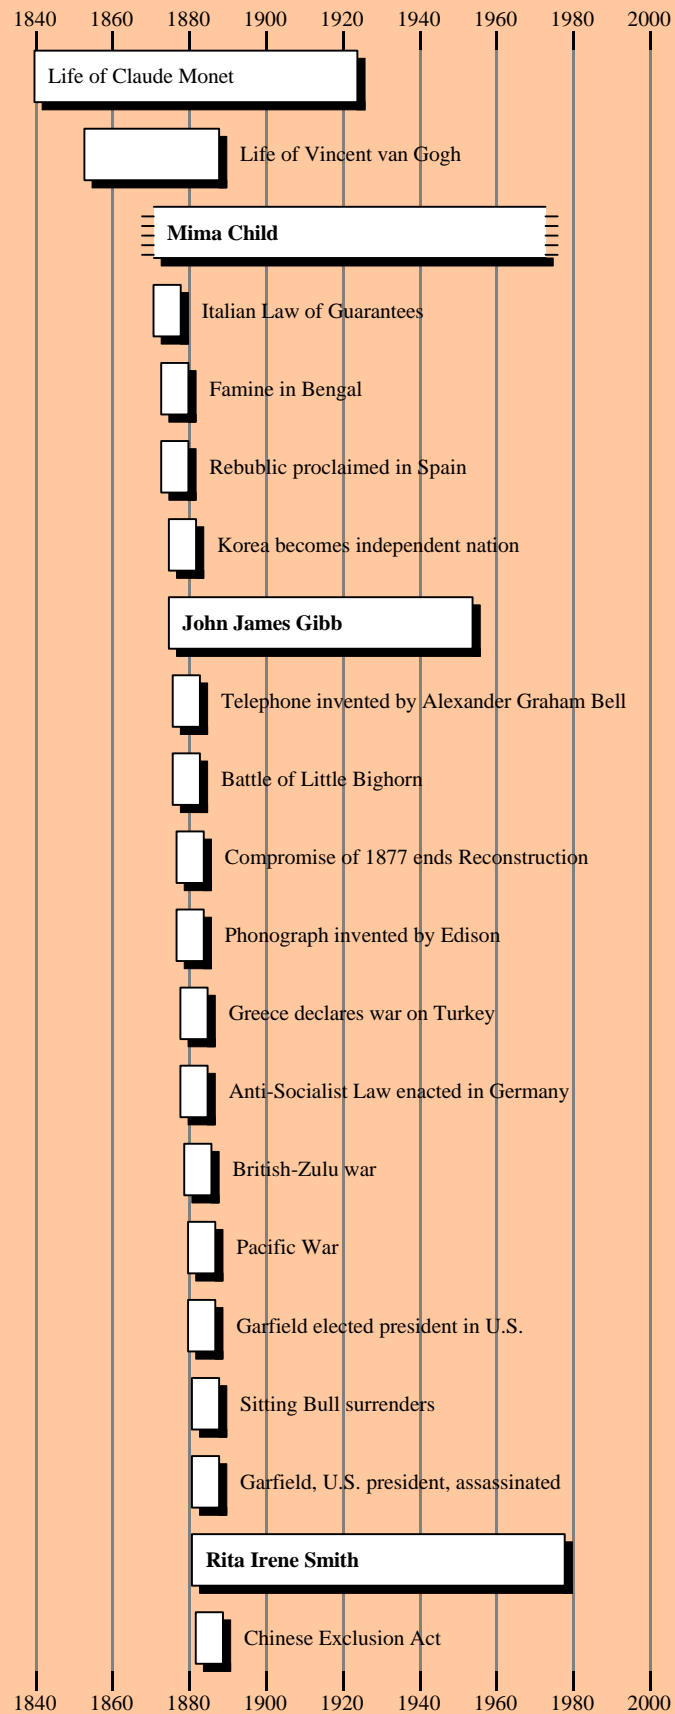 1840 1860 1880 1900 1920 1940 1960 1980 2000
Life of Claude Monet
Life of Vincent van Gogh
Mima Child
Italian Law of Guarantees
Famine in Bengal
Rebublic proclaimed in Spain
Korea becomes independent nation
John James Gibb
Telephone invented by Alexander Graham Bell
Battle of Little Bighorn
Compromise of 1877 ends Reconstruction
Phonograph invented by Edison
Greece declares war on Turkey
Anti-Socialist Law enacted in Germany
British-Zulu war
Pacific War
Garfield elected president in U.S.
Sitting Bull surrenders
Garfield, U.S. president, assassinated
Rita Irene Smith
Chinese Exclusion Act
1840 1860 1880 1900 1920 1940 1960 1980 2000